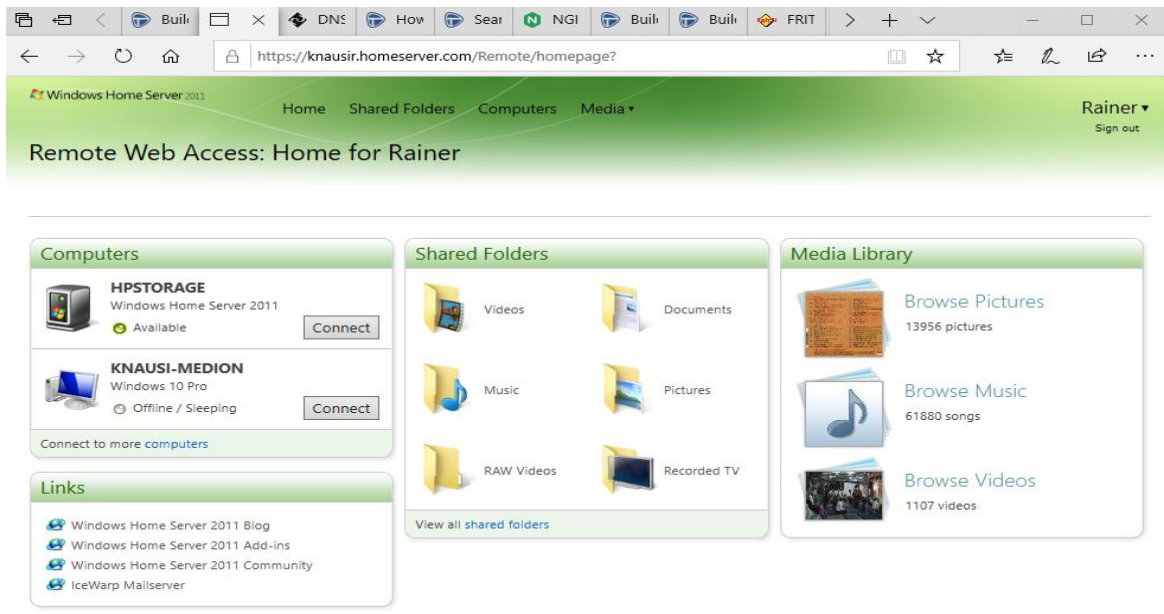 Buil
DNS
How
Sear
NGI
Buil
Buil
FRIT
https://knausir.homeserver.com/Remote/homepage?
Windows Home Server 2011
Home Shared Folders Computers Media
Rainer
Sign out
Remote Web Access: Home for Rainer
Computers
HPSTORAGE
Windows Home Server 2011
Available
Connect
KNAUSI-MEDION
Windows 10 Pro
Offline / Sleeping
Connect
Connect to more computers
Links
Windows Home Server 2011 Blog
Windows Home Server 2011 Add-ins
Windows Home Server 2011 Community
IceWarp Mailserver
Shared Folders
Videos
Documents
Music
Pictures
RAW Videos
Recorded TV
View all shared folders
Media Library
Browse Pictures
13956 pictures
Browse Music
61880 songs
Browse Videos
1107 videos